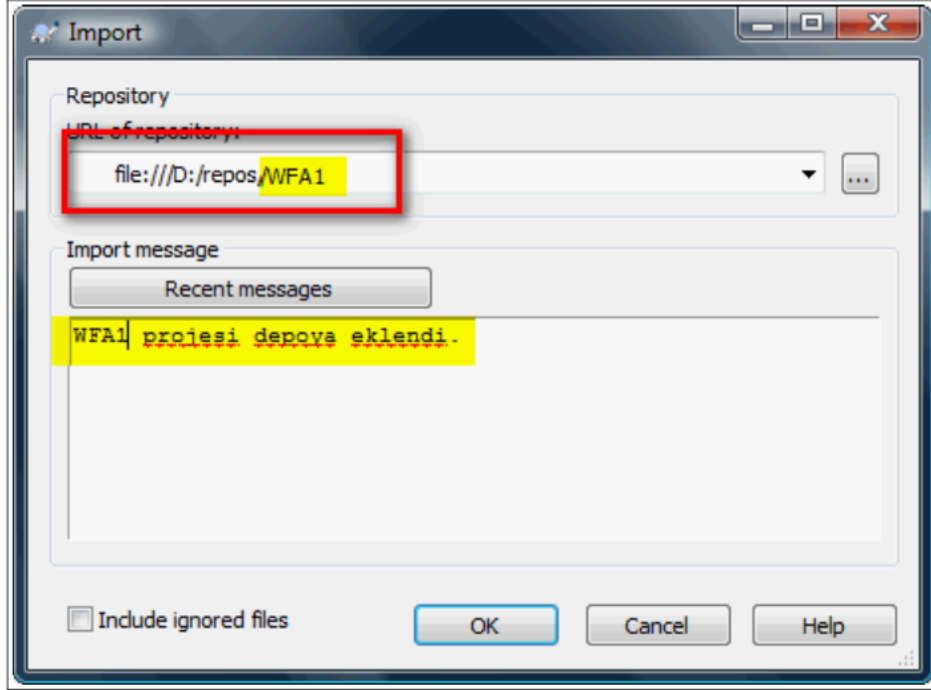 Import
Repository
URL of repository:
file:///D:/repos/WFA1
...
Import message
Recent messages
WFA1 projesi depoya eklendi.
Include ignored files
OK
Cancel
Help